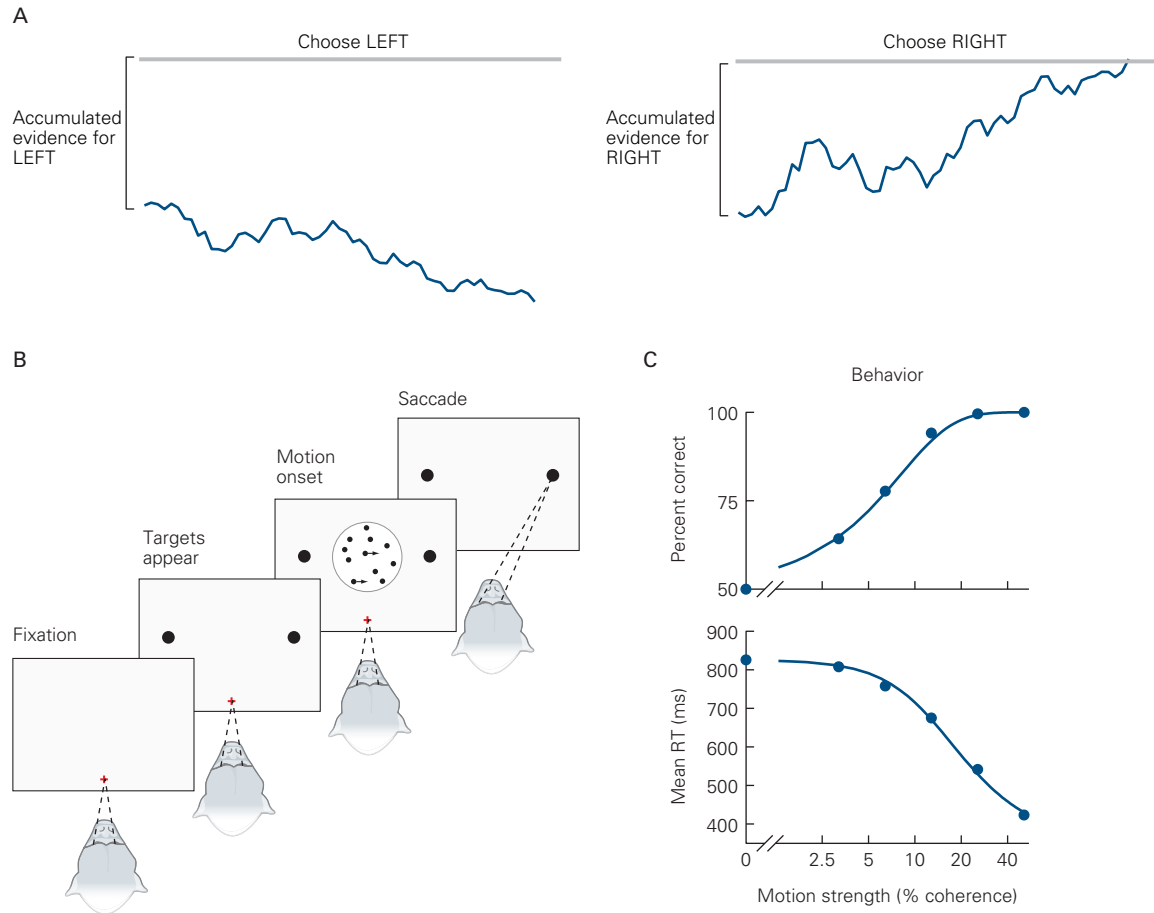 A
Choose LEFT
Accumulated
evidence for
LEFT
Choose RIGHT
Accumulated
evidence for
RIGHT
B
Fixation
Targets
appear
Motion
onset
Saccade
C
Behavior
Percent correct
100
75
50
Mean RT (ms)
900
800
700
600
500
400
0
2.5
5
10
20
40
Motion strength (% coherence)